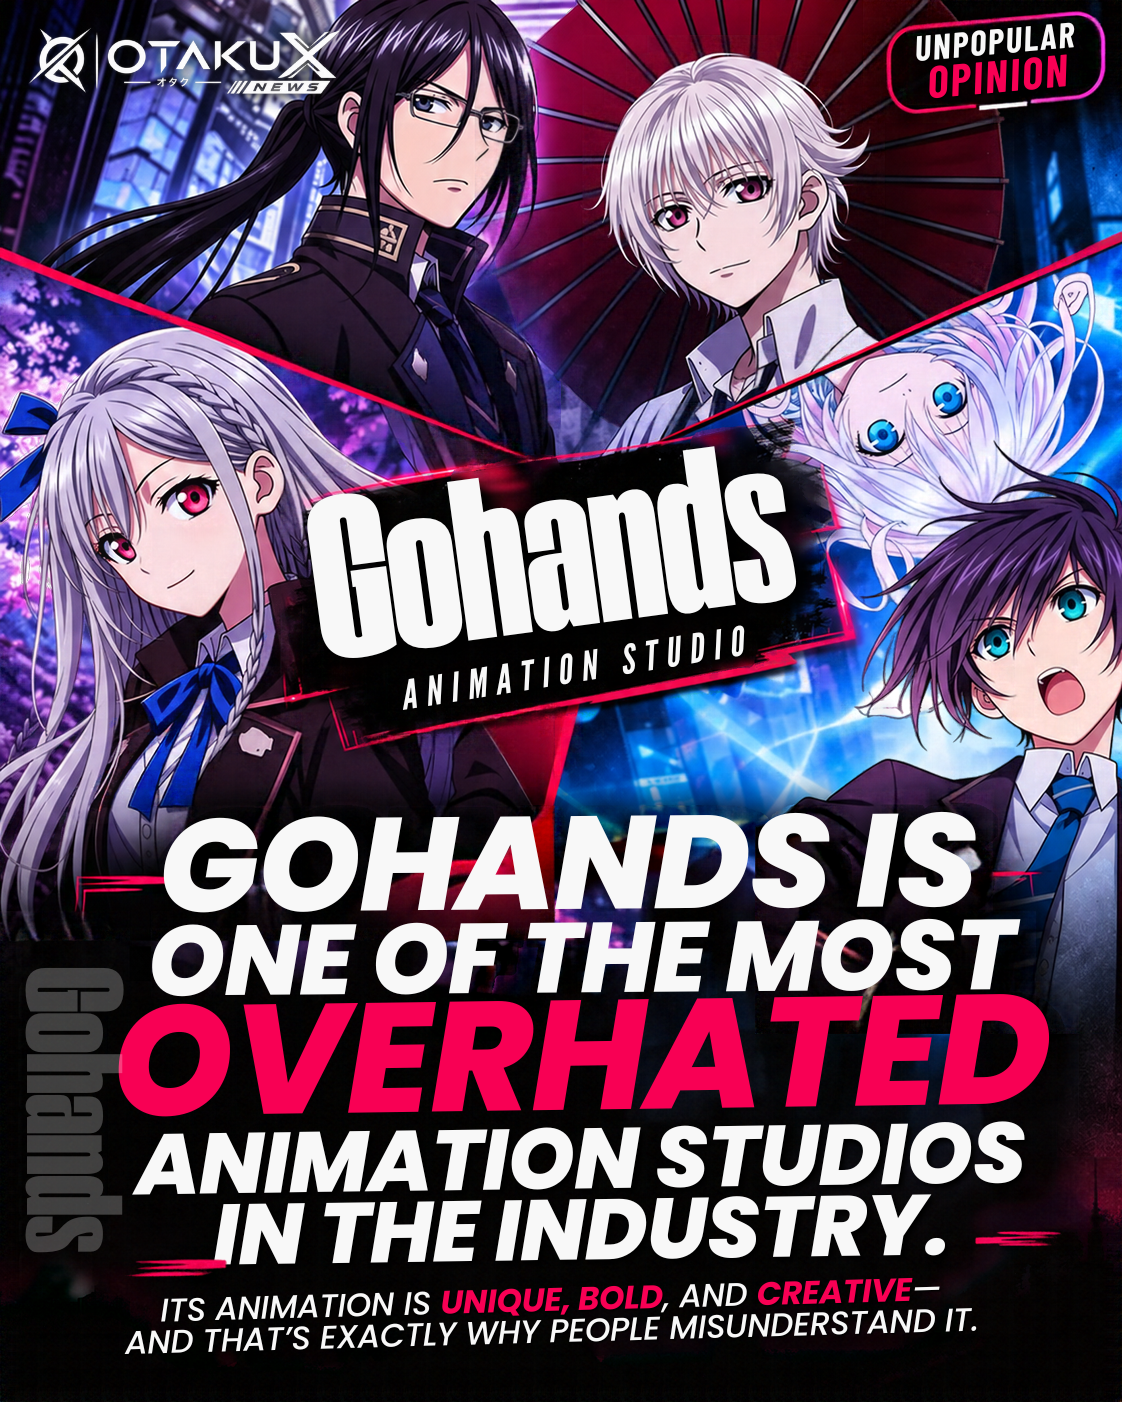 OTAKUX
オタク
NEWS
UNPOPULAR
OPINION
Gohands
ANIMATION STUDIO
GOHANDS IS
ONE OF THE MOST
OVERHATED
ANIMATION STUDIOS
IN THE INDUSTRY.
Gohands
ITS ANIMATION IS UNIQUE, BOLD, AND CREATIVE—
AND THAT'S EXACTLY WHY PEOPLE MISUNDERSTAND IT.